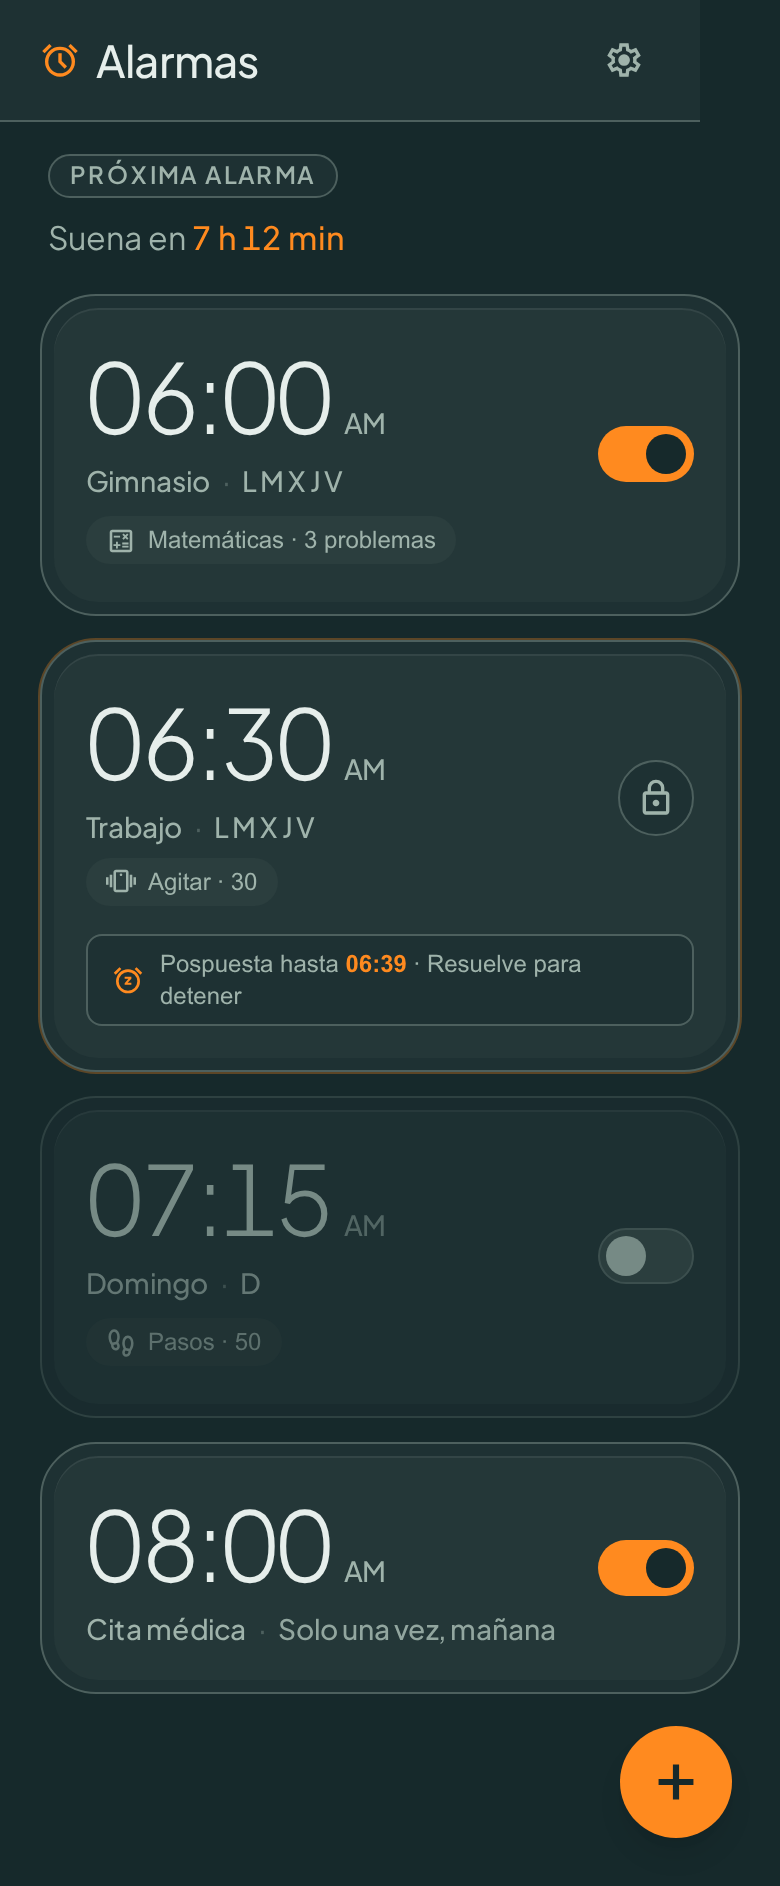 Alarmas
PRÓXIMA ALARMA
Suena en 7 h 12 min
06:00 AM
Gimnasio · L M X J V
Matemáticas · 3 problemas
06:30 AM
Trabajo · L M X J V
Agitar · 30
Pospuesta hasta 06:39 · Resuelve para
detener
07:15 AM
Domingo · D
Pasos · 50
08:00 AM
Cita médica · Solo una vez, mañana